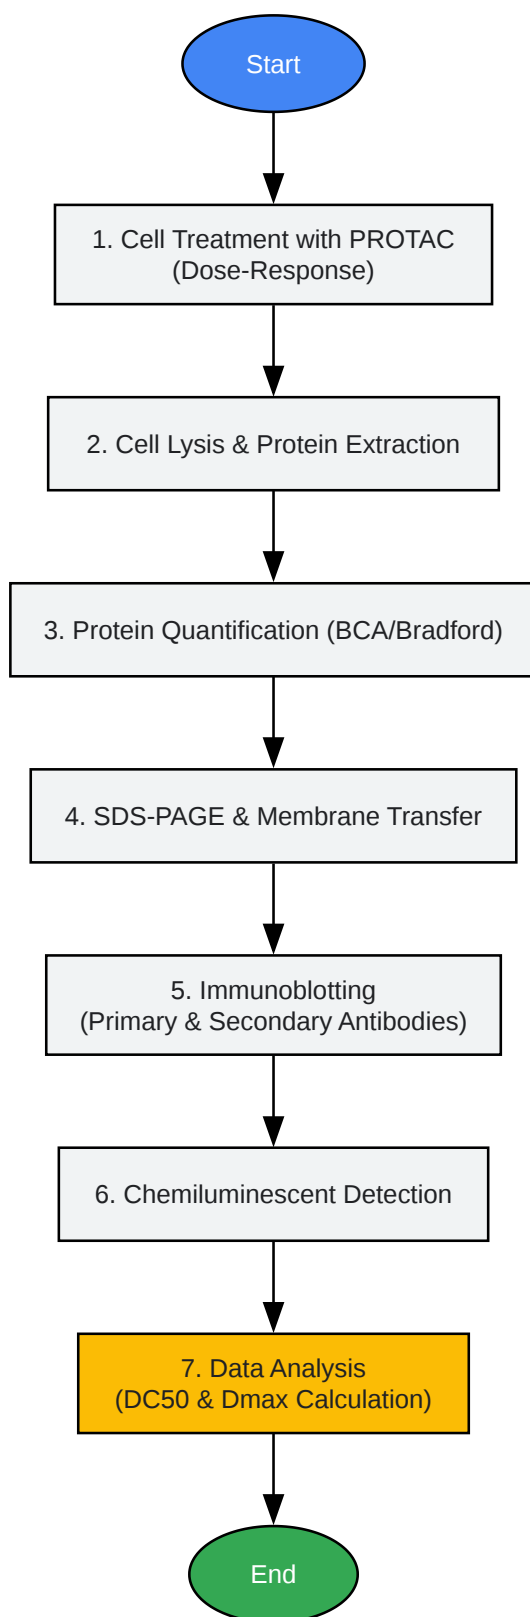 Start
1. Cell Treatment with PROTAC
(Dose-Response)
2. Cell Lysis & Protein Extraction
3. Protein Quantification (BCA/Bradford)
4. SDS-PAGE & Membrane Transfer
5. Immunoblotting
(Primary & Secondary Antibodies)
6. Chemiluminescent Detection
7. Data Analysis
(DC50 & Dmax Calculation)
End